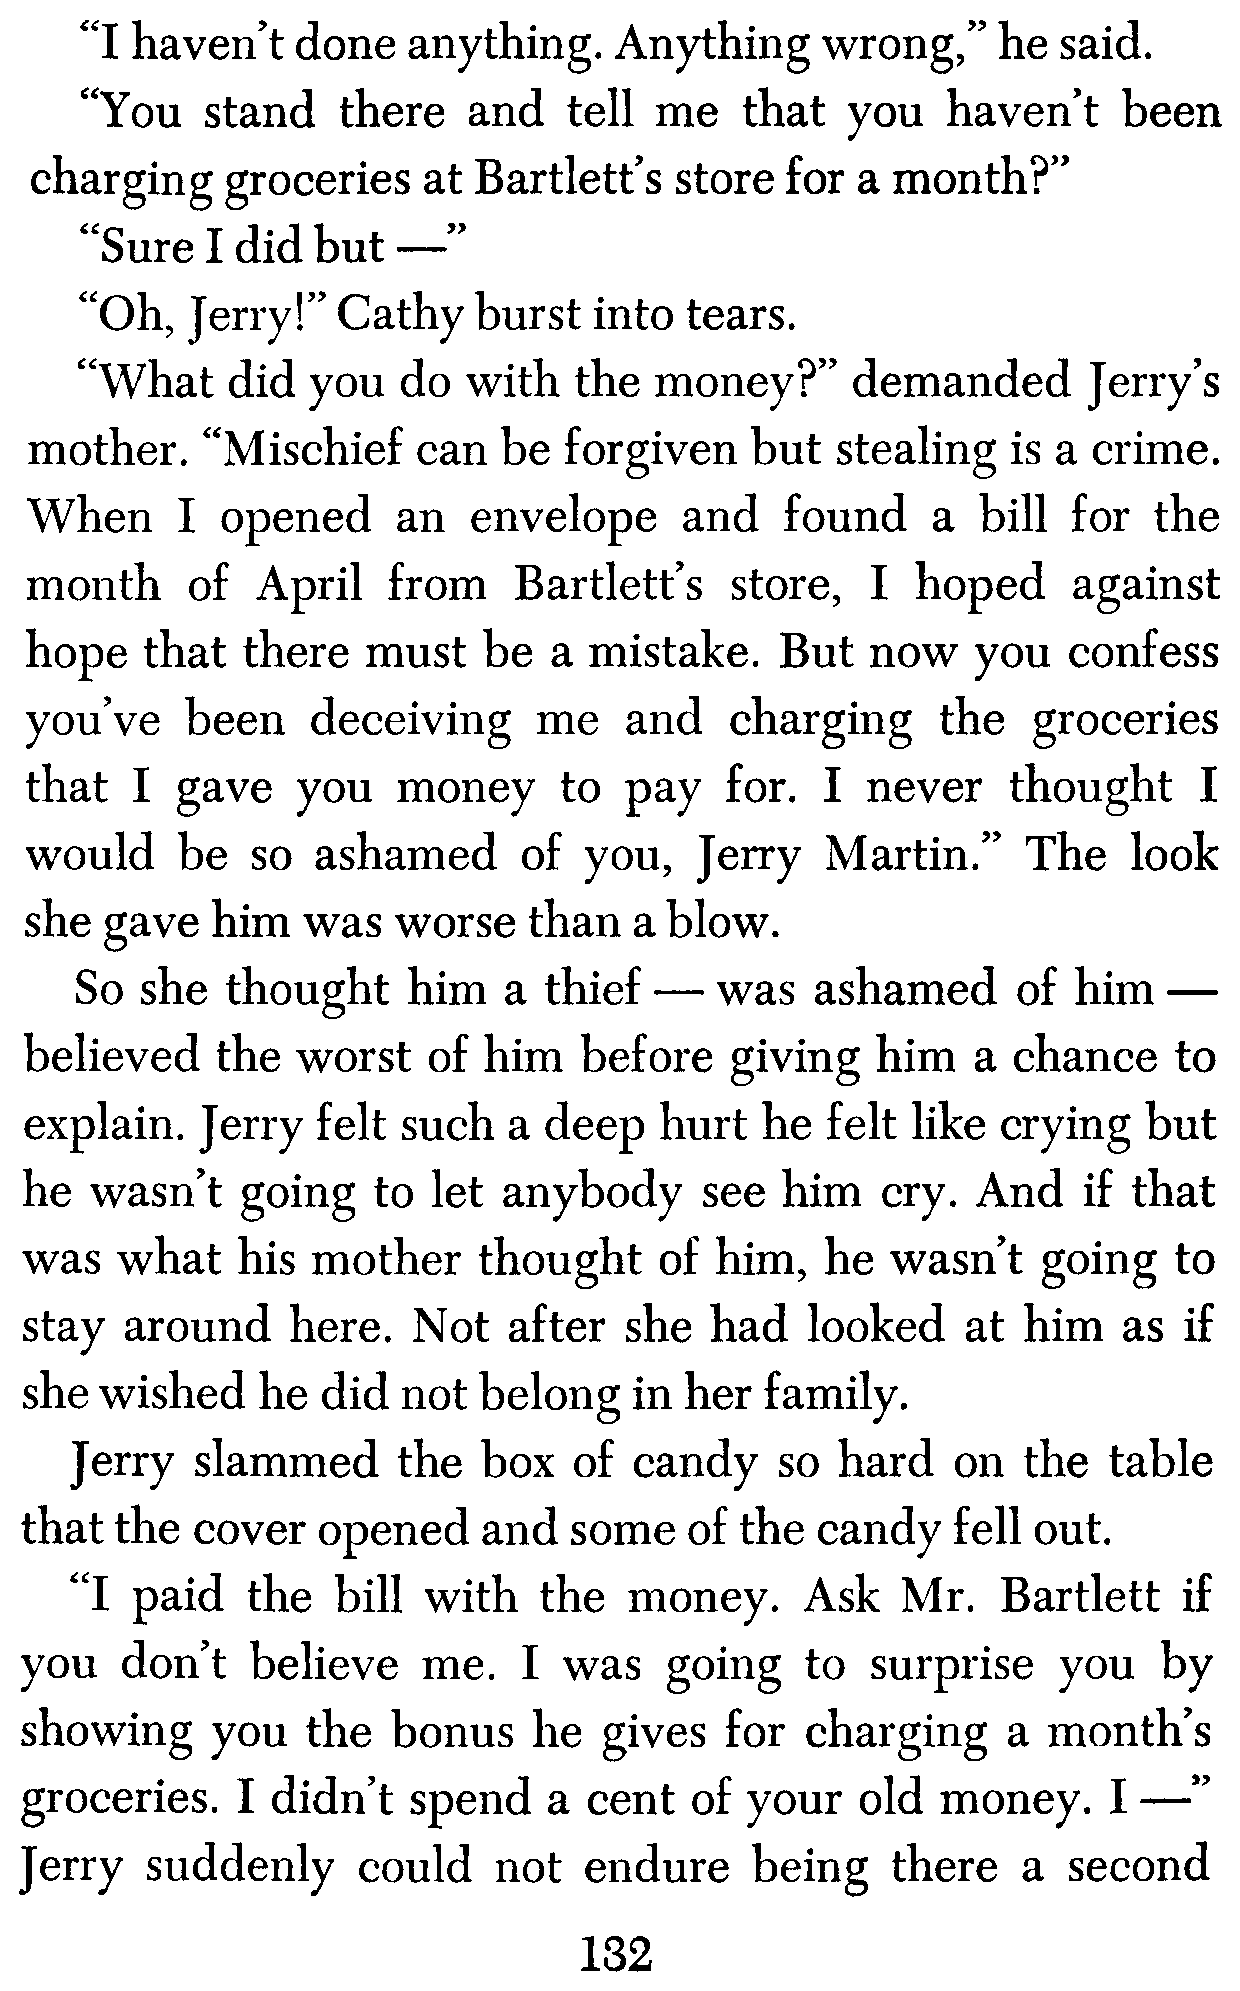 “I haven’t done anything. Anything wrong,” he said.
“You stand there and tell me that you haven’t been
charging groceries at Bartlett’s store for a month?”
“Sure I did but —”
“Oh, Jerry!” Cathy burst into tears.
“What did you do with the money?” demanded Jerry’s
mother. “Mischief can be forgiven but stealing is a crime.
When I opened an envelope and found a bill for the
month of April from Bartlett’s store, I hoped against
hope that there must be a mistake. But now you confess
you’ve been deceiving me and charging the groceries
that I gave you money to pay for. I never thought I
would be so ashamed of you, Jerry Martin.” The look
she gave him was worse than a blow.
So she thought him a thief — was ashamed of him —
believed the worst of him before giving him a chance to
explain. Jerry felt such a deep hurt he felt like crying but
he wasn’t going to let anybody see him cry. And if that
was what his mother thought of him, he wasn’t going to
stay around here. Not after she had looked at him as if
she wished he did not belong in her family.
Jerry slammed the box of candy so hard on the table
that the cover opened and some of the candy fell out.
“I paid the bill with the money. Ask Mr. Bartlett if
you don’t believe me. I was going to surprise you by
showing you the bonus he gives for charging a month’s
groceries. I didn’t spend a cent of your old money. I —”
Jerry suddenly could not endure being there a second
132